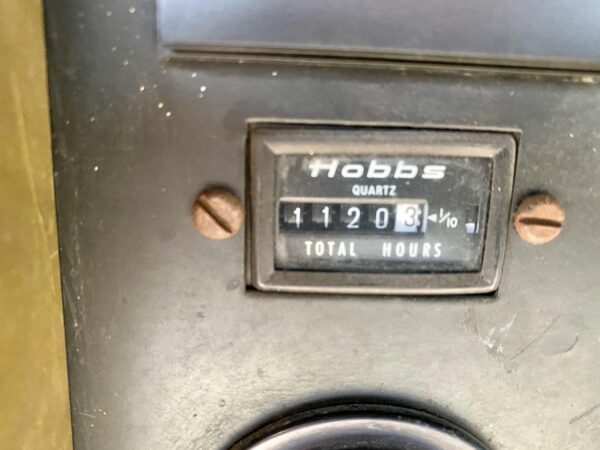 Hobbs
QUARTZ
11203 ◄1/10
TOTAL HOURS